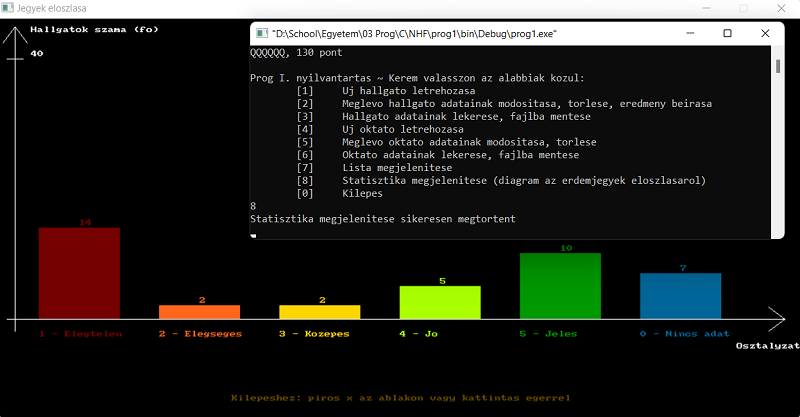 Jegyek eloszlasa
Hallgatok szama (fo)
40
"D:\School\Egyetem\03 Prog\C\NHF\prog1\bin\Debug\prog1.exe"
QQQQQQ, 130 pont
Prog I. nyilvantartas ~ Kerem valasszon az alabbiak kozul:
[1] Uj hallgato letrehozasa
[2] Meglevo hallgato adatainak modositasa, torlese, eredmeny beirasa
[3] Hallgato adatainak lekerese, fajlba mentese
[4] Uj oktato letrehozasa
[5] Meglevo oktato adatainak modositasa, torlese
[6] Oktato adatainak lekerese, fajlba mentese
[7] Lista megjelenitese
[8] Statisztika megjelenitese (diagram az erdemjegyek eloszlasarol)
[0] Kilepes
8
Statisztika megjelenitese sikeresen megtortent
14
2
2
5
10
7
1 - Elegtelen
2 - Elegseges
3 - Kozepes
4 - Jo
5 - Jeles
0 - Nincs adat
Osztalyzat
Kilepeshez: piros x az ablakon vagy kattintas egerrel